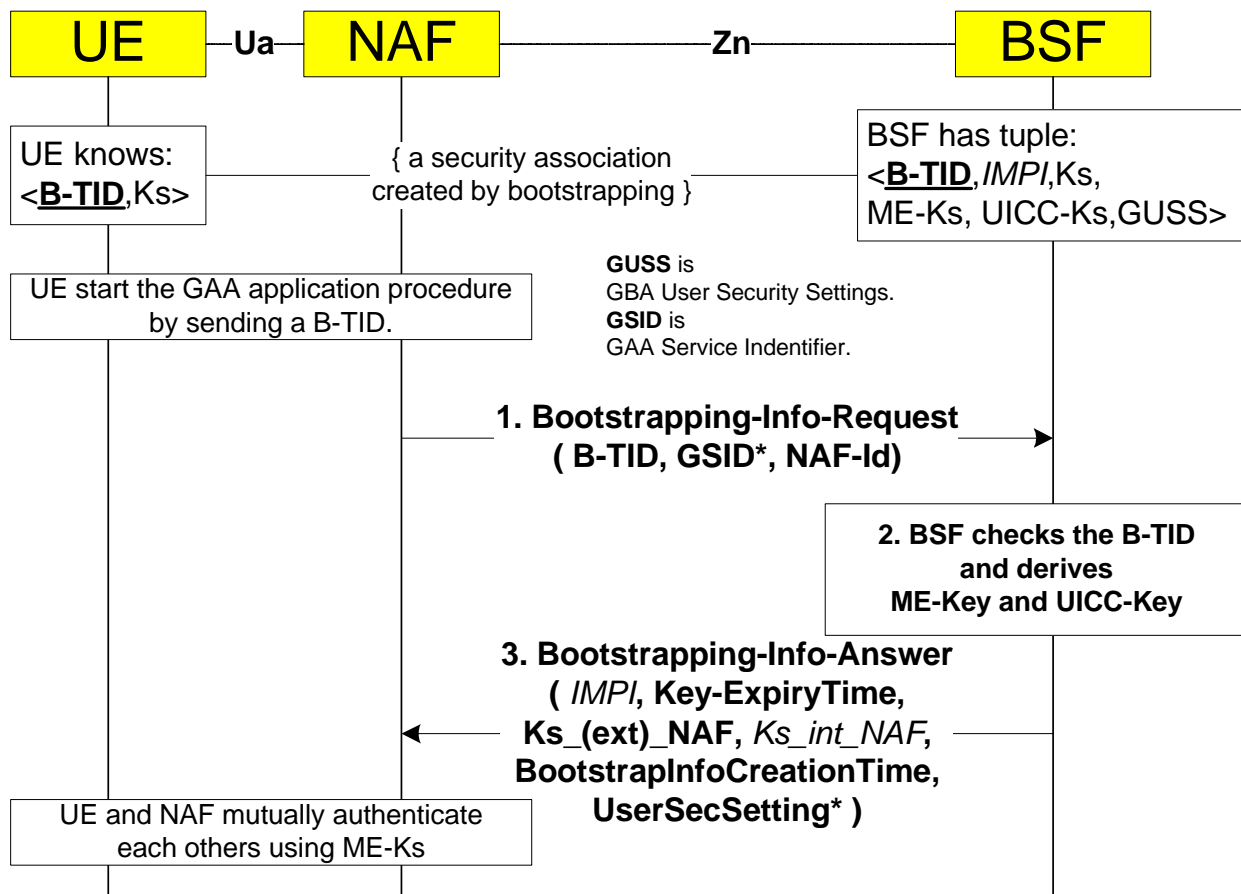 UE
Ua
NAF
Zn
BSF
UE knows:
<B-TID,Ks>
{ a security association
created by bootstrapping }
BSF has tuple:
<B-TID,IMPI,Ks,
ME-Ks, UICC-Ks,GUSS>
UE start the GAA application procedure
by sending a B-TID.
GUSS is
GBA User Security Settings.
GSID is
GAA Service Indentifier.
1. Bootstrapping-Info-Request
( B-TID, GSID*, NAF-Id)
2. BSF checks the B-TID
and derives
ME-Key and UICC-Key
3. Bootstrapping-Info-Answer
( IMPI, Key-ExpiryTime,
Ks_(ext)_NAF, Ks_int_NAF,
BootstrapInfoCreationTime,
UserSecSetting* )
UE and NAF mutually authenticate
each others using ME-Ks